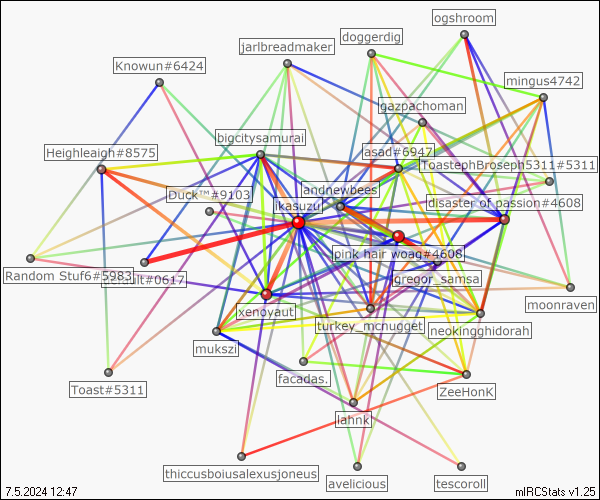 ogshroom
doggerdig
jarlbreadmaker
Knowun#6424
mingus4742
gazpachoman
bigcitysamurai
asad#6947
Heighleaigh#8575
ToastephBroseph5311#5311
andnewbees
Duck™#9103
disaster of passion#4608
ikasuzu
pink hair woag#4608
Random Stuf6#5983
default#0617
gregor_samsa
moonraven
xenoyaut
turkey_mcnugget
neokingghidorah
mukszi
facadas.
Toast#5311
ZeeHonK
lahnk
thiccusboiusalexusjoneus
avelicious
tescoroll
7.5.2024 12:47
mIRCStats v1.25